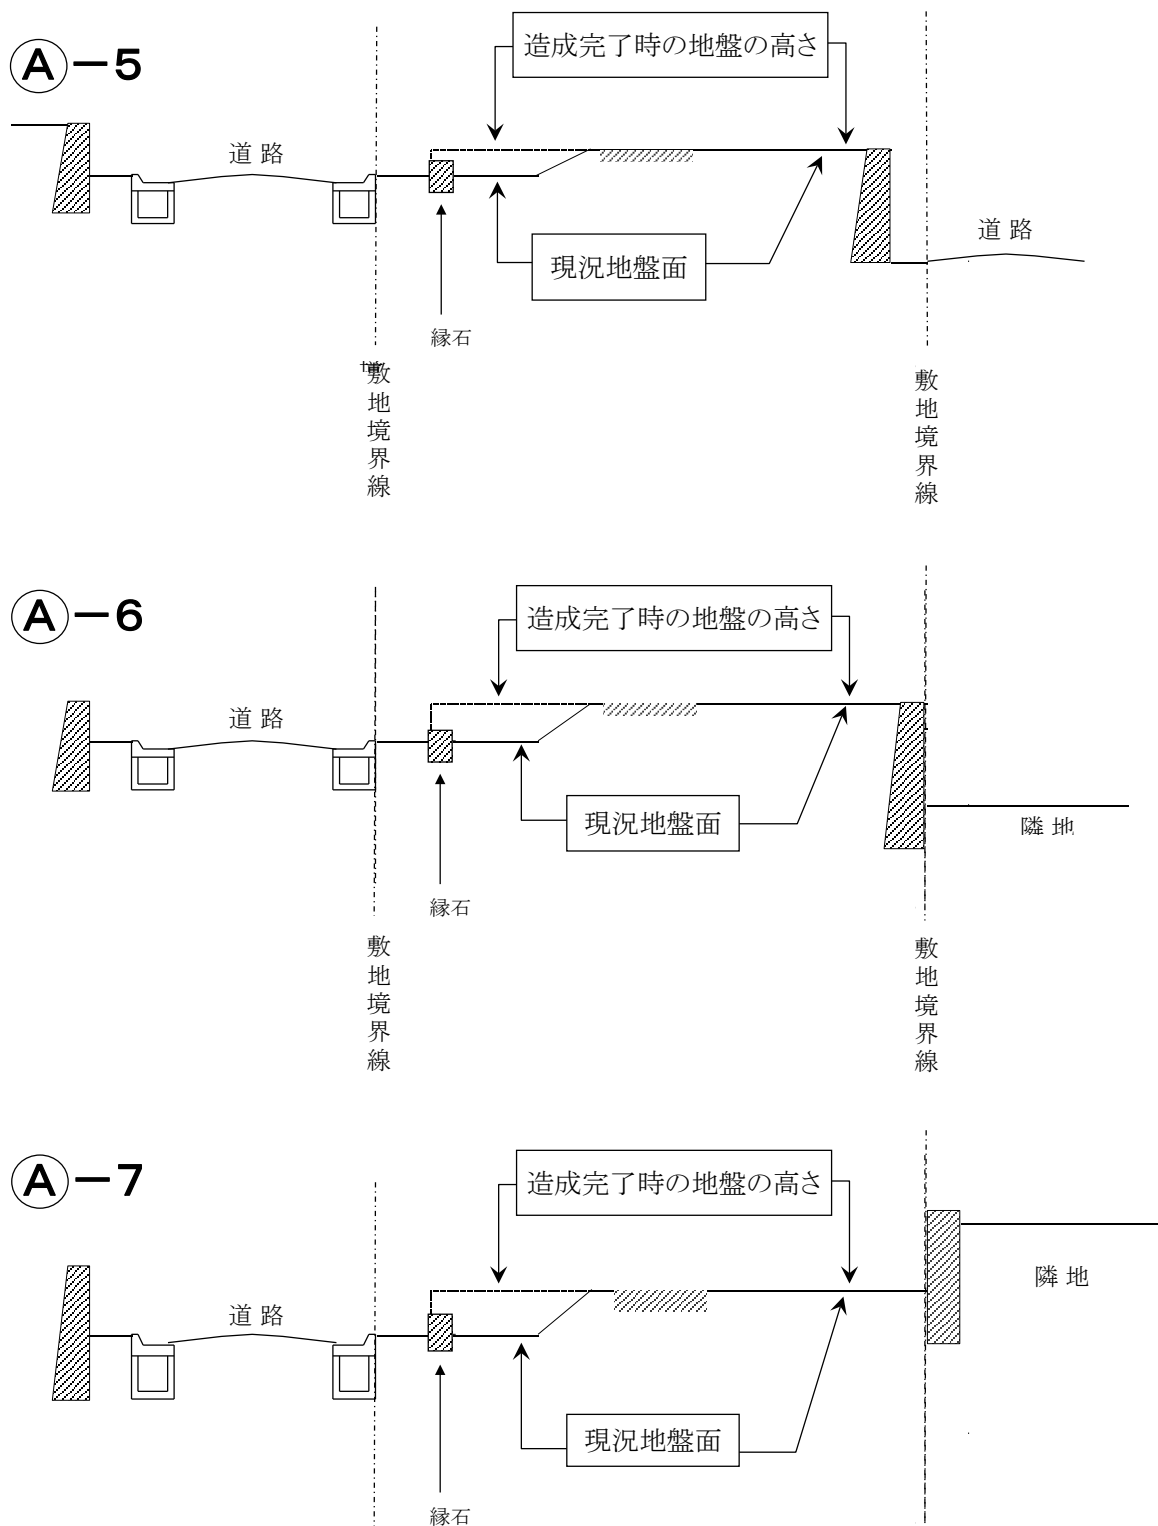 Ⓐ－5
造成完了時の地盤の高さ
道路
道路
現況地盤面
縁石
敷地境界線
敷地境界線
Ⓐ－6
造成完了時の地盤の高さ
道路
現況地盤面
隣地
縁石
敷地境界線
敷地境界線
Ⓐ－7
造成完了時の地盤の高さ
隣地
道路
現況地盤面
縁石